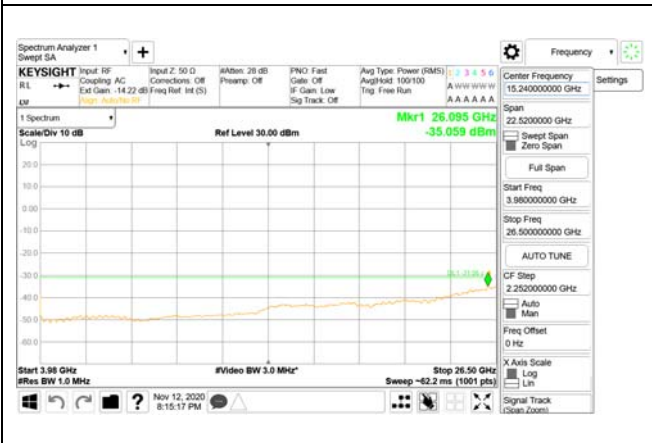 Spectrum Analyzer 1
Swept SA
Frequency
KEYSIGHT
RL
Input: RF
Coupling: AC
Ext Gain: -14.22 dB
Align: Auto/No RF
Input Z: 50 Ω
Corrections: Off
Freq Ref: Int (S)
#Atten: 28 dB
Preamp: Off
PNO: Fast
Gate: Off
IF Gain: Low
Sig Track: Off
Avg Type: Power (RMS)
Avg|Hold: 100/100
Trig: Free Run
1 2 3 4 5 6
A W W W W W
A A A A A A
Center Frequency
15.240000000 GHz
Settings
Span
22.5200000 GHz
Swept Span
Zero Span
Full Span
Start Freq
3.980000000 GHz
Stop Freq
26.500000000 GHz
AUTO TUNE
CF Step
2.252000000 GHz
Auto
Man
Freq Offset
0 Hz
X Axis Scale
Log
Lin
Signal Track
(Span Zoom)
1 Spectrum
Scale/Div 10 dB
Ref Level 30.00 dBm
Mkr1 26.095 GHz
-35.059 dBm
Log
20.0
10.0
0.00
-10.0
-20.0
-30.0
-40.0
-50.0
-60.0
Start 3.98 GHz
#Res BW 1.0 MHz
#Video BW 3.0 MHz*
Stop 26.50 GHz
Sweep ~62.2 ms (1001 pts)
Nov 12, 2020
8:15:17 PM